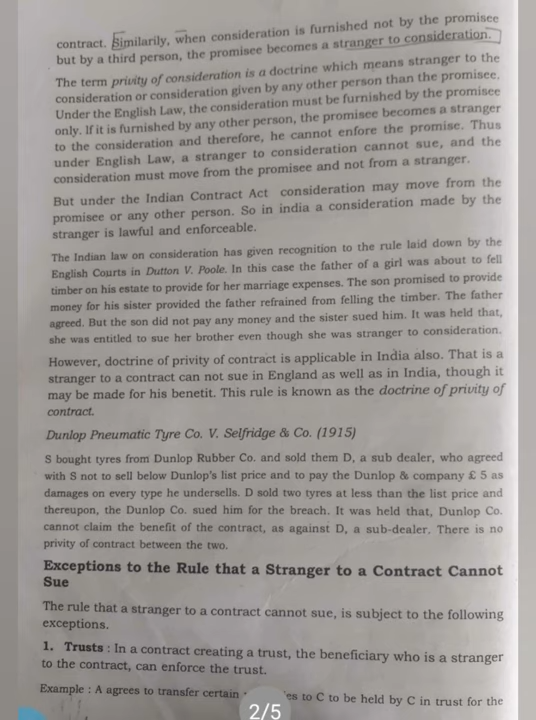 contract. Similarily, when consideration is furnished not by the promisee
but by a third person, the promisee becomes a stranger to consideration.
The term privity of consideration is a doctrine which means stranger to the
consideration or consideration given by any other person than the promisee.
Under the English Law, the consideration must be furnished by the promisee
only. If it is furnished by any other person, the promisee becomes a stranger
to the consideration and therefore, he cannot enfore the promise. Thus
under English Law, a stranger to consideration cannot sue, and the
consideration must move from the promisee and not from a stranger.
But under the Indian Contract Act consideration may move from the
promisee or any other person. So in india a consideration made by the
stranger is lawful and enforceable.
The Indian law on consideration has given recognition to the rule laid down by the
English Courts in Dutton V. Poole. In this case the father of a girl was about to fell
timber on his estate to provide for her marriage expenses. The son promised to provide
money for his sister provided the father refrained from felling the timber. The father
agreed. But the son did not pay any money and the sister sued him. It was held that,
she was entitled to sue her brother even though she was stranger to consideration.
However, doctrine of privity of contract is applicable in India also. That is a
stranger to a contract can not sue in England as well as in India, though it
may be made for his benetit. This rule is known as the doctrine of privity of
contract.
Dunlop Pneumatic Tyre Co. V. Selfridge & Co. (1915)
S bought tyres from Dunlop Rubber Co. and sold them D, a sub dealer, who agreed
with S not to sell below Dunlop's list price and to pay the Dunlop & company £ 5 as
damages on every type he undersells. D sold two tyres at less than the list price and
thereupon, the Dunlop Co. sued him for the breach. It was held that, Dunlop Co.
cannot claim the benefit of the contract, as against D, a sub-dealer. There is no
privity of contract between the two.
Exceptions to the Rule that a Stranger to a Contract Cannot
Sue
The rule that a stranger to a contract cannot sue, is subject to the following
exceptions.
1. Trusts : In a contract creating a trust, the beneficiary who is a stranger
to the contract, can enforce the trust.
Example : A agrees to transfer certain es to C to be held by C in trust for the
2/5